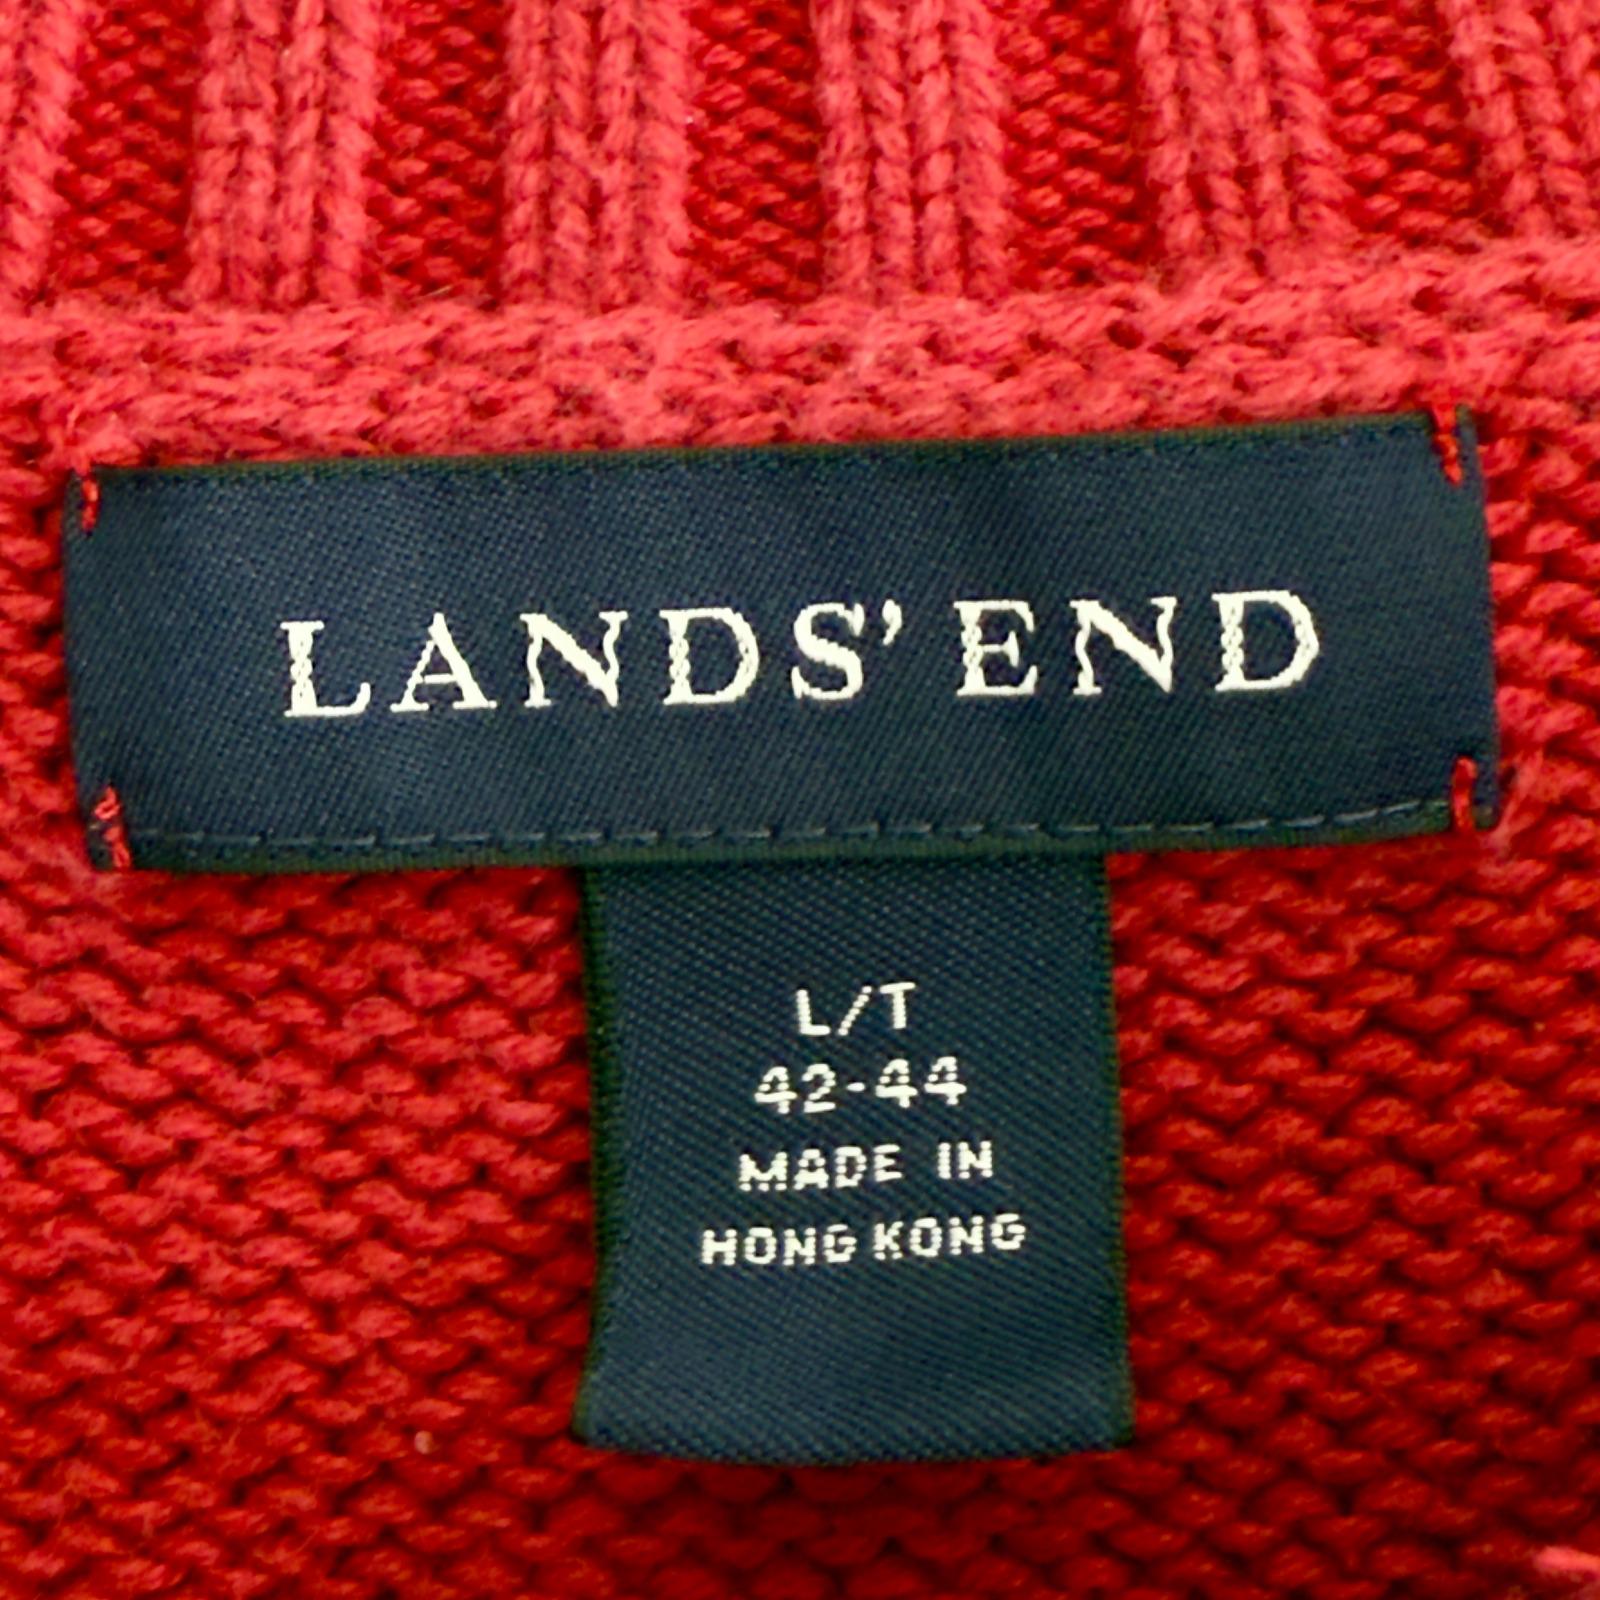 LANDS' END
L/T
42-44
MADE IN
HONG KONG